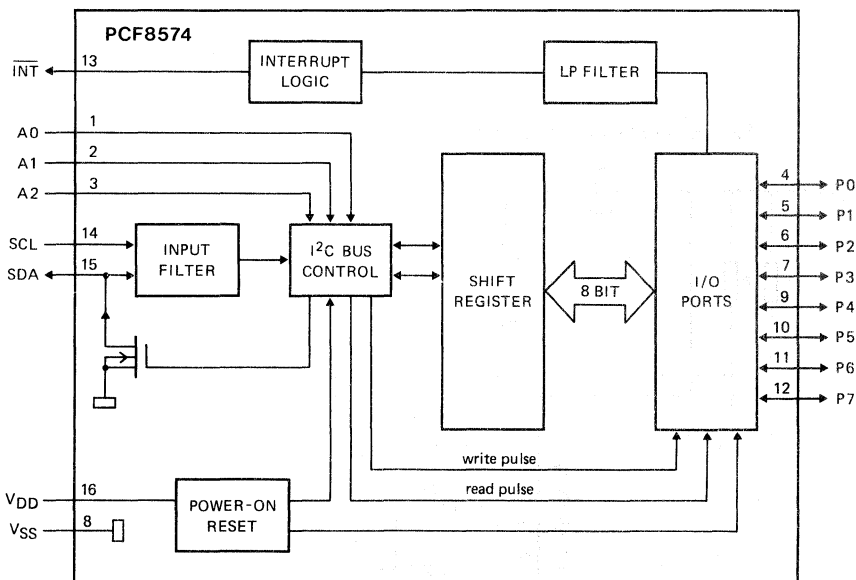 PCF8574
INT
13
INTERRUPT
LOGIC
LP FILTER
A0
1
A1
2
A2
3
SCL
14
SDA
15
INPUT
FILTER
I²C BUS
CONTROL
SHIFT
REGISTER
8 BIT
I/O
PORTS
4
P0
5
P1
6
P2
7
P3
9
P4
10
P5
11
P6
12
P7
write pulse
read pulse
VDD
16
VSS
8
POWER-ON
RESET